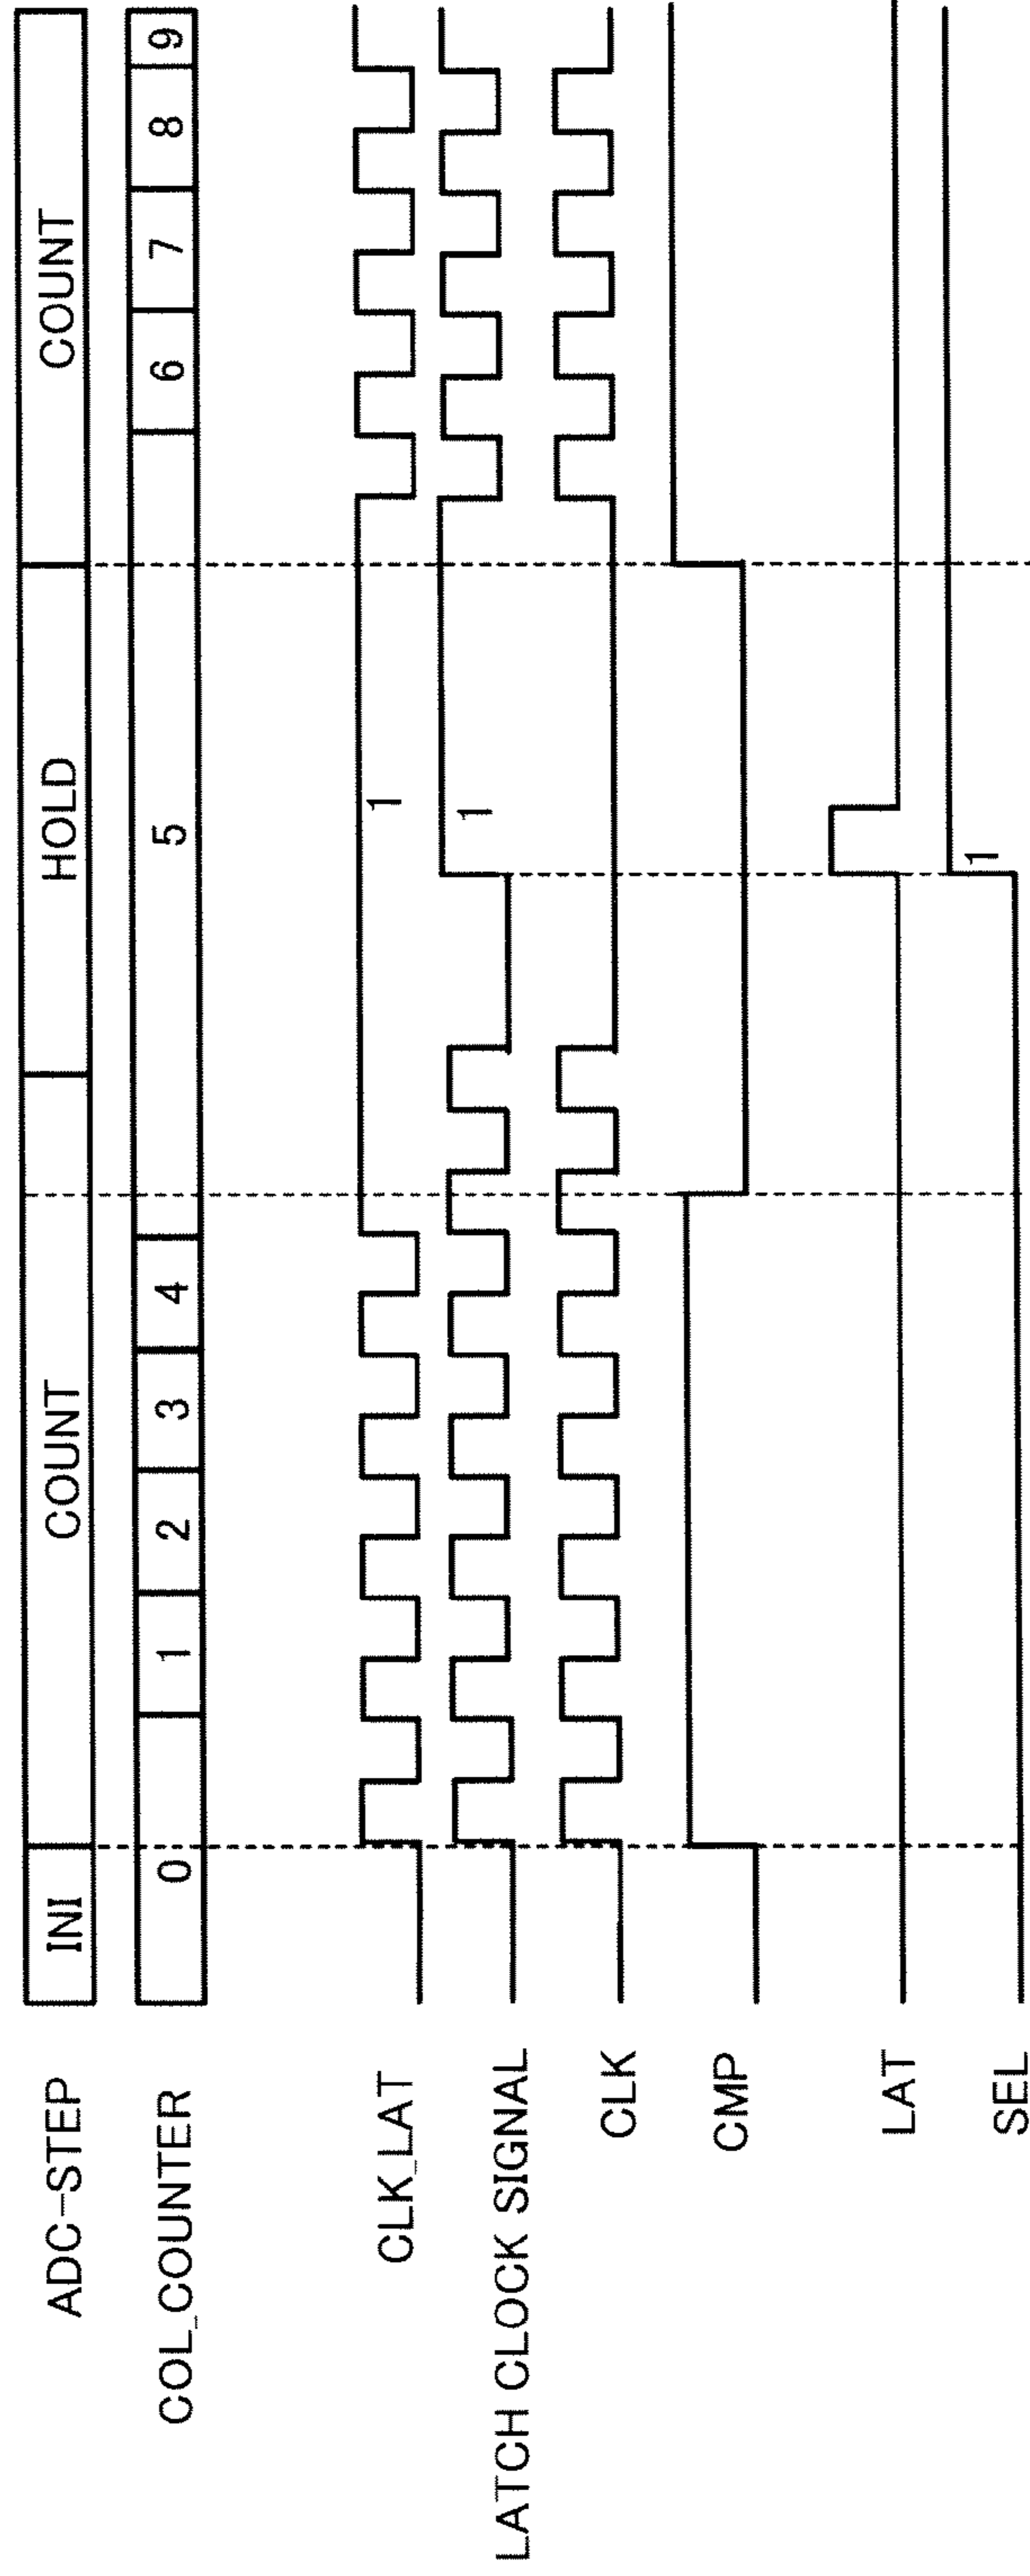 ADC-STEP INI COUNT HOLD COUNT
COL_COUNTER 0 1 2 3 4 5 6 7 8 9
CLK_LAT 1
LATCH CLOCK SIGNAL 1
CLK
CMP
LAT
SEL 1